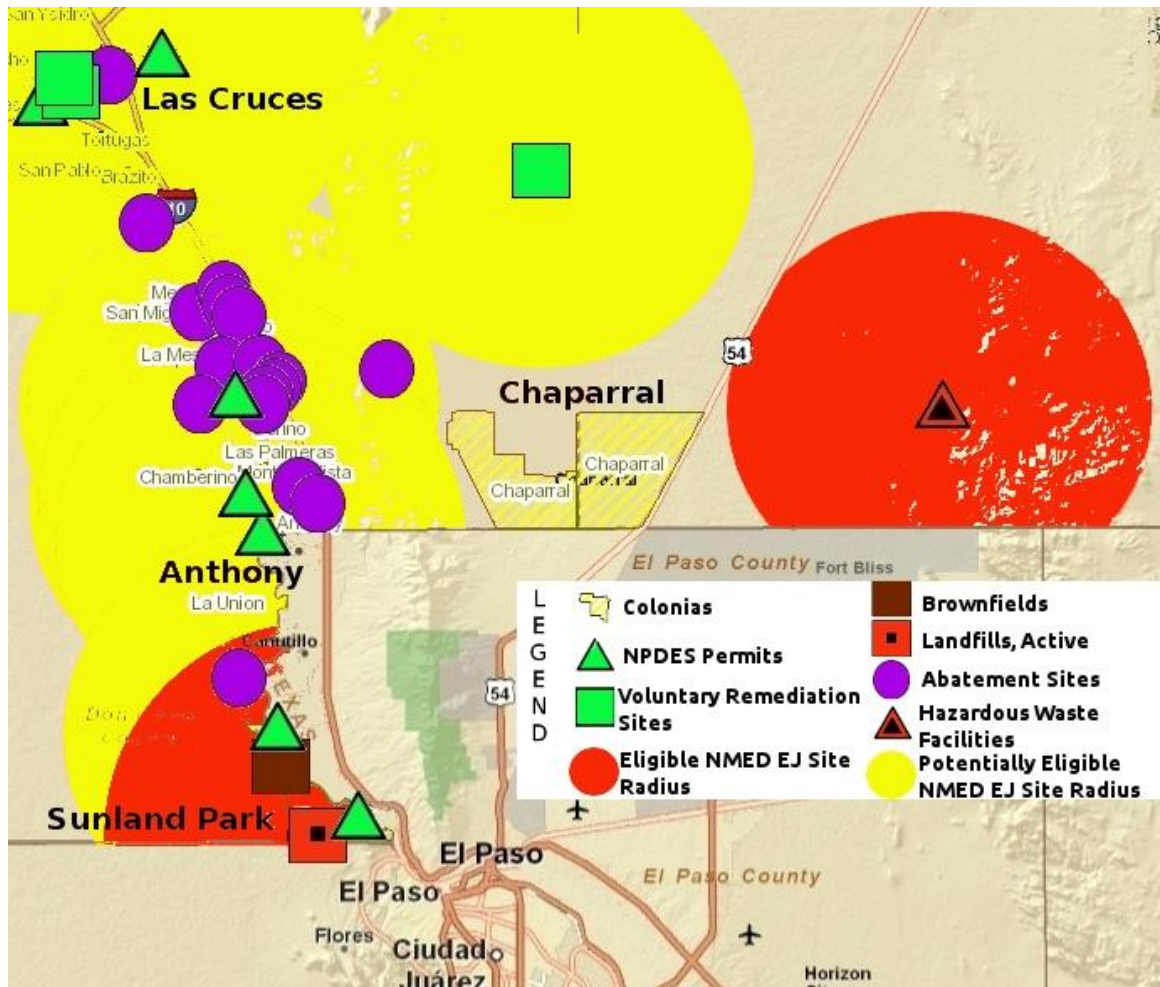 San Ysidro
Las Cruces
Tortugas
San Pablo
Brazito
10
San Mig
La Mes
54
Chaparral
Las Palmeras
Chamberino
Chaparral
Chaparral
Anthony
La Union
El Paso County
Fort Bliss
LEGEND
Colonias
NPDES Permits
Voluntary Remediation
Sites
Eligible NMED EJ Site
Radius
Brownfields
Landfills, Active
Abatement Sites
Hazardous Waste
Facilities
Potentially Eligible
NMED EJ Site Radius
Canutillo
TEXAS
54
Sunland Park
El Paso
El Paso
El Paso County
Flores
Ciudad
Juárez
Horizon